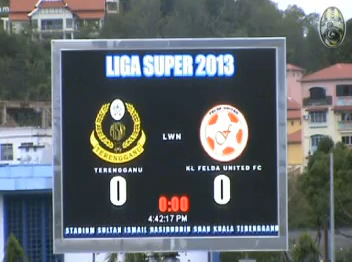 LIGA SUPER 2013
LWN
TERENGGANU KL FELDA UNITED FC
0 0
0:00
4:42:17 PM
STADIUM SULTAN ISMAIL NASIRUDDIN SHAH KUALA TERENGGANU